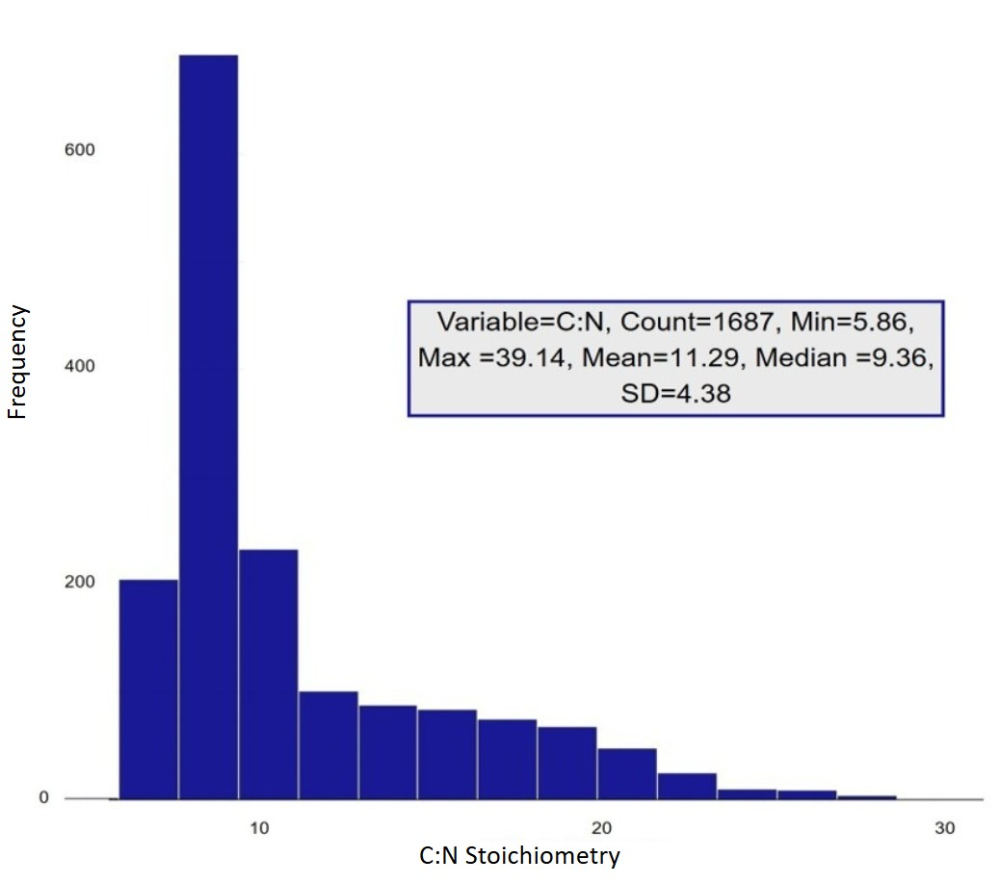 600
400
200
0
Frequency
Variable=C:N, Count=1687, Min=5.86,
Max =39.14, Mean=11.29, Median =9.36,
SD=4.38
10 20 30
C:N Stoichiometry